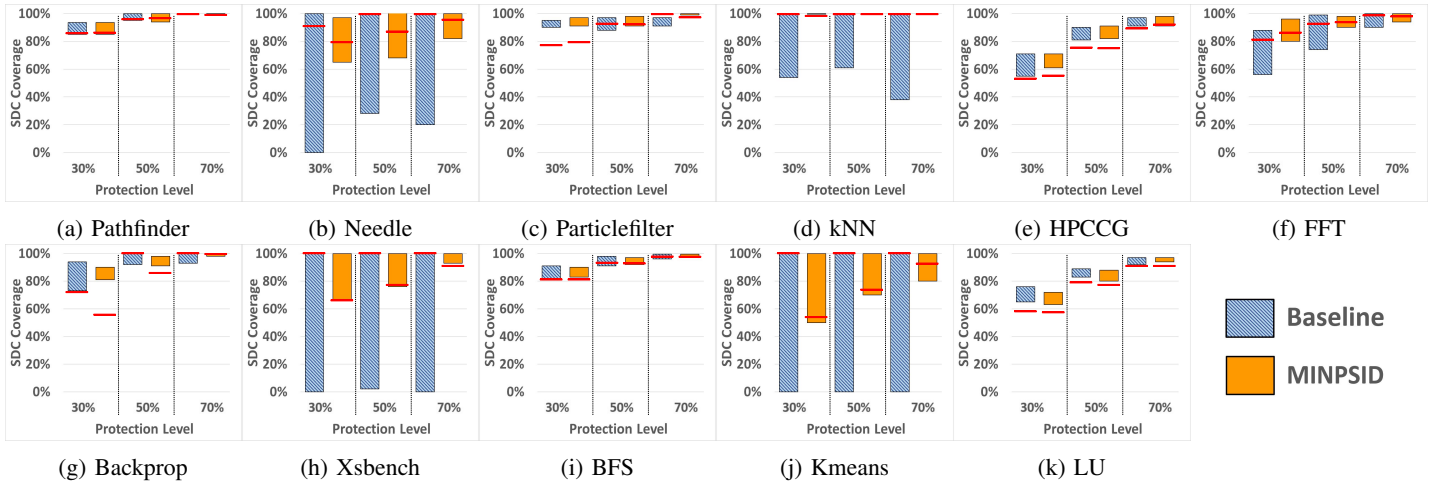 100%
80%
60%
40%
20%
0%
SDC Coverage
30%
50%
70%
Protection Level
(a) Pathfinder
100%
80%
60%
40%
20%
0%
SDC Coverage
30%
50%
70%
Protection Level
(b) Needle
100%
80%
60%
40%
20%
0%
SDC Coverage
30%
50%
70%
Protection Level
(c) Particlefilter
100%
80%
60%
40%
20%
0%
SDC Coverage
30%
50%
70%
Protection Level
(d) kNN
100%
80%
60%
40%
20%
0%
SDC Coverage
30%
50%
70%
Protection Level
(e) HPCCG
100%
80%
60%
40%
20%
0%
SDC Coverage
30%
50%
70%
Protection Level
(f) FFT
100%
80%
60%
40%
20%
0%
SDC Coverage
30%
50%
70%
Protection Level
(g) Backprop
100%
80%
60%
40%
20%
0%
SDC Coverage
30%
50%
70%
Protection Level
(h) Xsbench
100%
80%
60%
40%
20%
0%
SDC Coverage
30%
50%
70%
Protection Level
(i) BFS
100%
80%
60%
40%
20%
0%
SDC Coverage
30%
50%
70%
Protection Level
(j) Kmeans
100%
80%
60%
40%
20%
0%
SDC Coverage
30%
50%
70%
Protection Level
(k) LU
Baseline
MINPSID